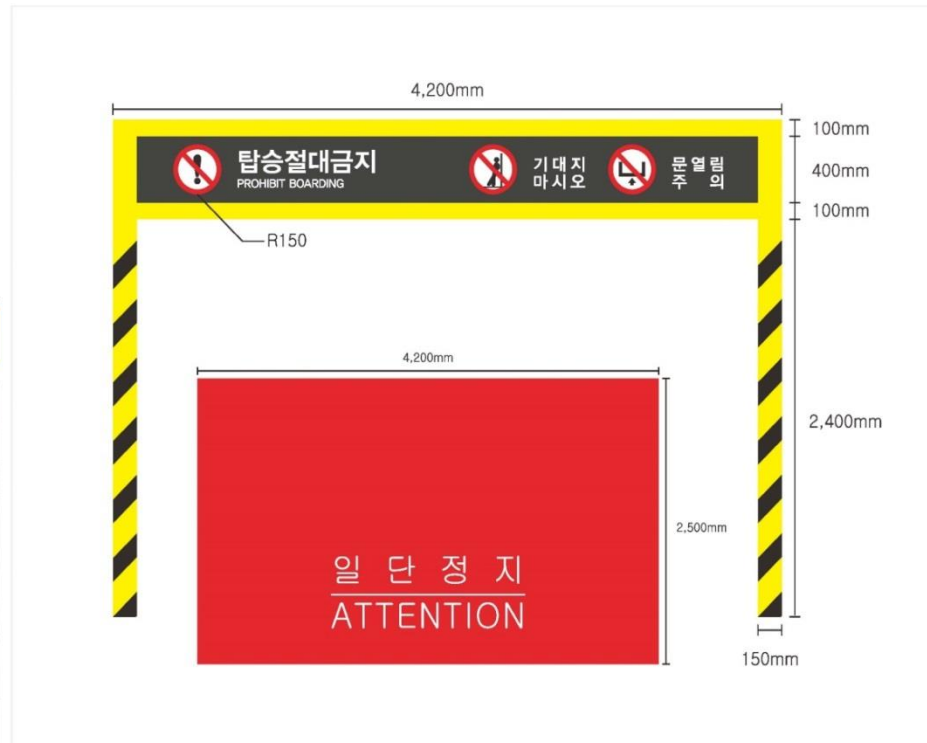 4,200mm
100mm
탑승절대금지
PROHIBIT BOARDING
기대지
마시오
문열림
주 의
400mm
100mm
R150
4,200mm
2,400mm
2,500mm
일 단 정 지
ATTENTION
150mm